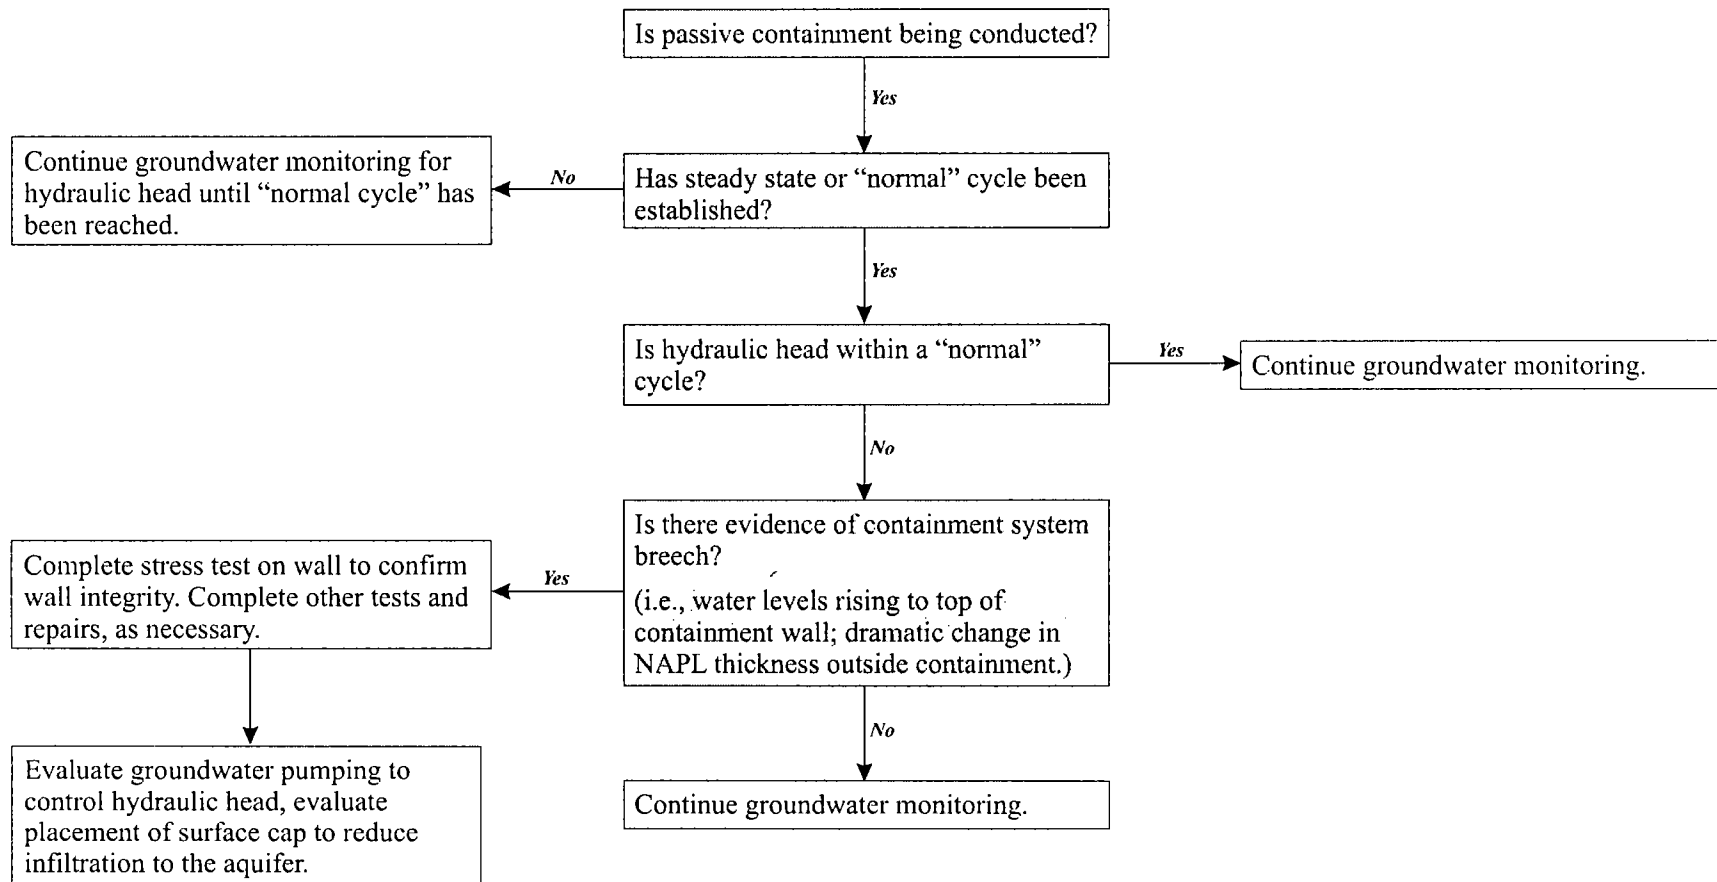 Is passive containment being conducted?
Yes
Continue groundwater monitoring for
hydraulic head until “normal cycle” has
been reached.
No
Has steady state or “normal” cycle been
established?
Yes
Is hydraulic head within a “normal”
cycle?
Yes
Continue groundwater monitoring.
No
Is there evidence of containment system
breech?
(i.e., water levels rising to top of
containment wall; dramatic change in
NAPL thickness outside containment.)
Yes
Complete stress test on wall to confirm
wall integrity. Complete other tests and
repairs, as necessary.
No
Evaluate groundwater pumping to
control hydraulic head, evaluate
placement of surface cap to reduce
infiltration to the aquifer.
Continue groundwater monitoring.